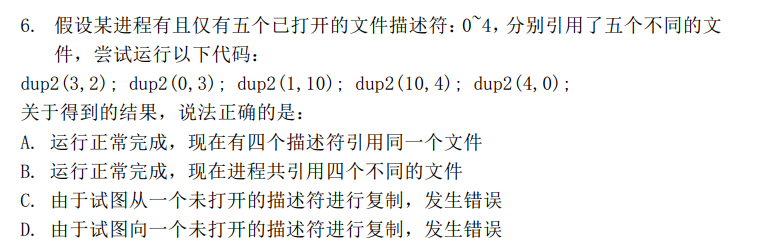 6. 假设某进程有且仅有五个已打开的文件描述符：0~4，分别引用了五个不同的文
件，尝试运行以下代码：
dup2(3,2); dup2(0,3); dup2(1,10); dup2(10,4); dup2(4,0);
关于得到的结果，说法正确的是：
A. 运行正常完成，现在有四个描述符引用同一个文件
B. 运行正常完成，现在进程共引用四个不同的文件
C. 由于试图从一个未打开的描述符进行复制，发生错误
D. 由于试图向一个未打开的描述符进行复制，发生错误